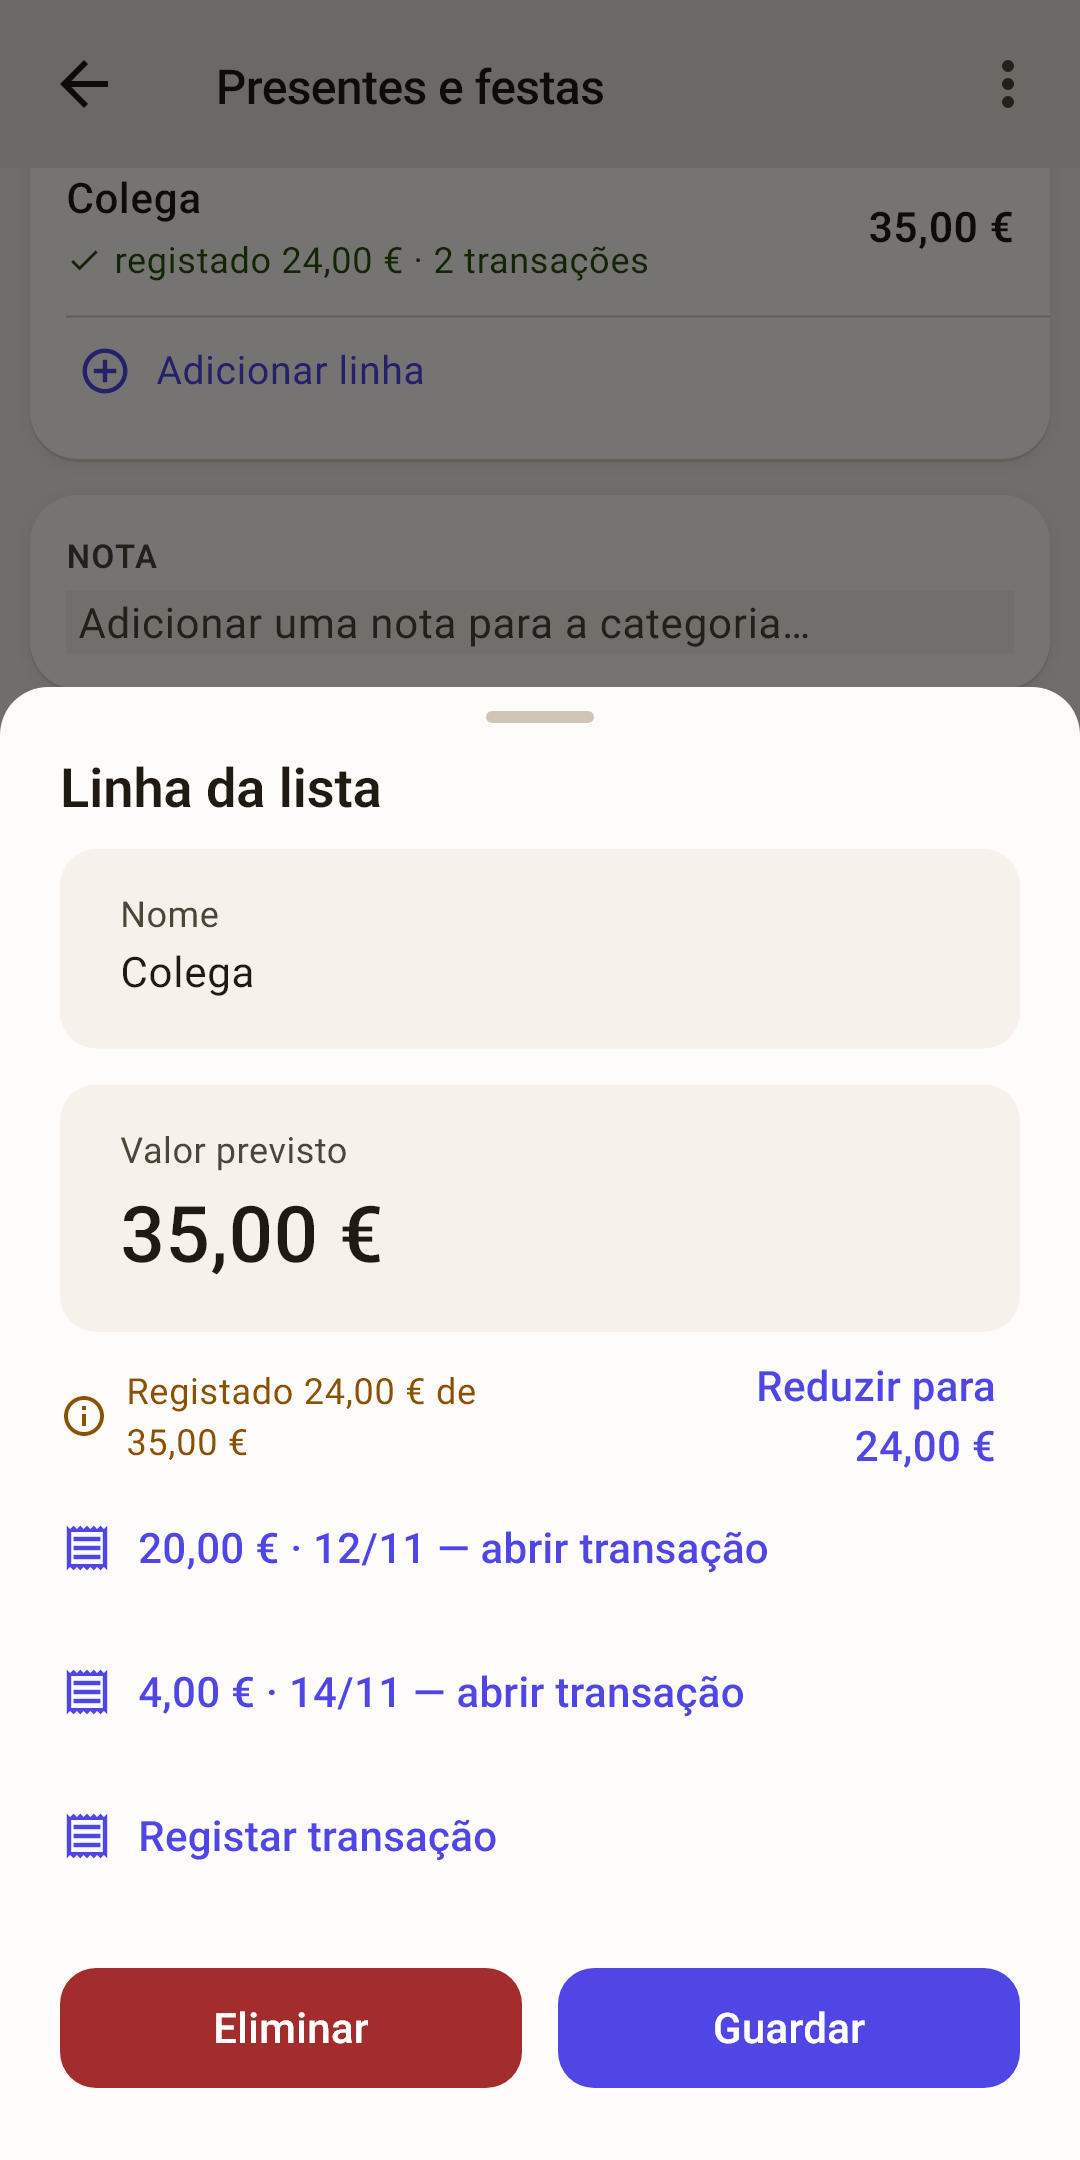 Presentes e festas
Colega
35,00 €
registado 24,00 € · 2 transações
Adicionar linha
NOTA
Adicionar uma nota para a categoria…
Linha da lista
Nome
Colega
Valor previsto
35,00 €
Registado 24,00 € de
35,00 €
Reduzir para
24,00 €
20,00 € · 12/11 — abrir transação
4,00 € · 14/11 — abrir transação
Registar transação
Eliminar
Guardar